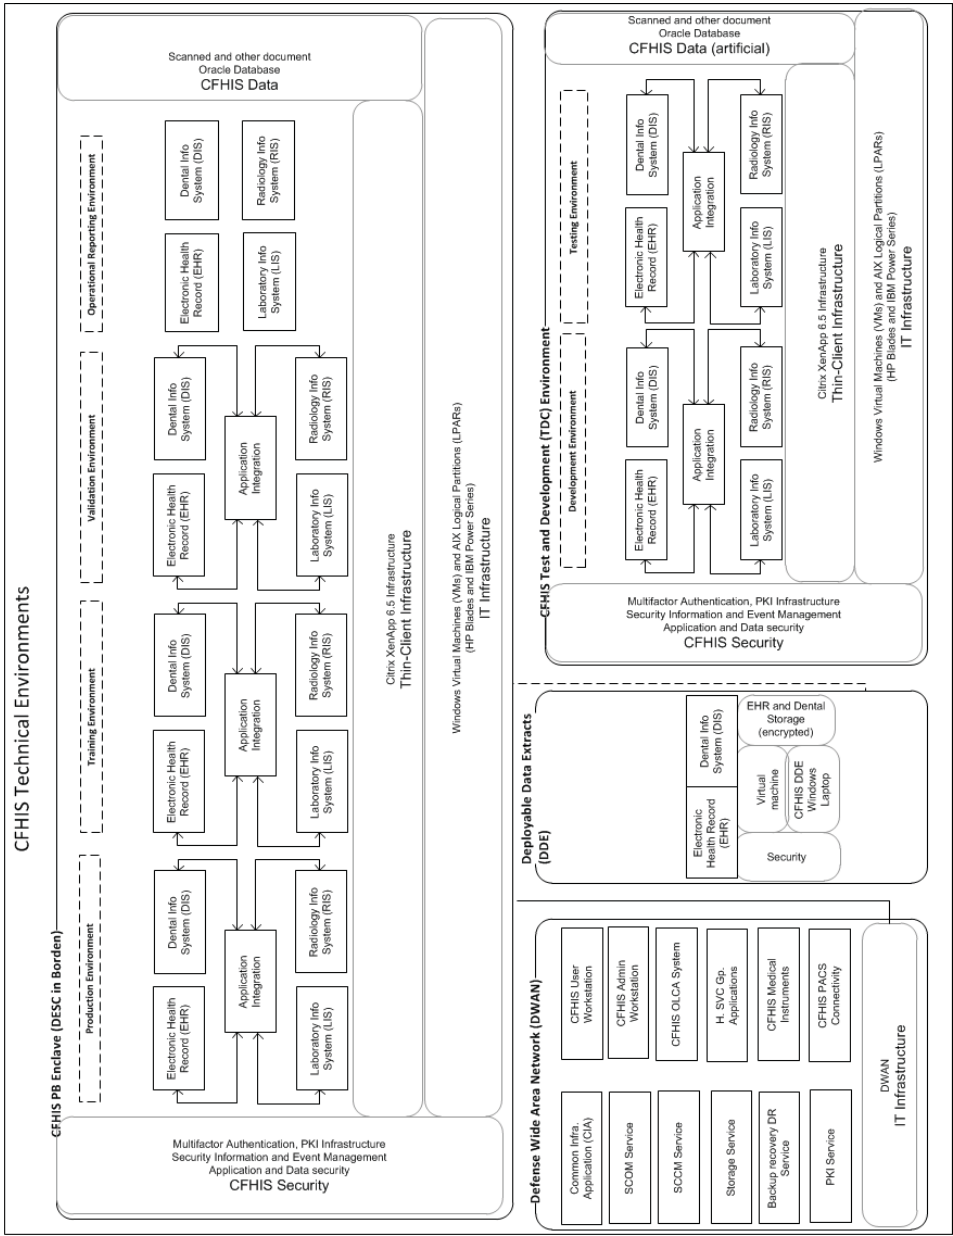 CFHIS Technical Environments
CFHIS PB Enclave (DESC in Borden)
Production Environment
Training Environment
Validation Environment
Operational Reporting Environment
Electronic Health
Record (EHR)
Dental Info
System (DIS)
Application
Integration
Laboratory Info
System (LIS)
Radiology Info
System (RIS)
Electronic Health
Record (EHR)
Dental Info
System (DIS)
Application
Integration
Laboratory Info
System (LIS)
Radiology Info
System (RIS)
Electronic Health
Record (EHR)
Dental Info
System (DIS)
Application
Integration
Laboratory Info
System (LIS)
Radiology Info
System (RIS)
Electronic Health
Record (EHR)
Dental Info
System (DIS)
Laboratory Info
System (LIS)
Radiology Info
System (RIS)
Scanned and other document
Oracle Database
CFHIS Data
Multifactor Authentication, PKI Infrastructure
Security Information and Event Management
Application and Data security
CFHIS Security
Citrix XenApp 6.5 Infrastructure
Thin-Client Infrastructure
Windows Virtual Machines (VMs) and AIX Logical Partitions (LPARs)
(HP Blades and IBM Power Series)
IT Infrastructure
Defense Wide Area Network (DWAN)
Common Infra.
Application (CIA)
SCOM Service
SCCM Service
Storage Service
Backup recovery DR
Service
PKI Service
CFHIS User
Workstation
CFHIS Admin
Workstation
CFHIS OLCA System
H. SVC Gp.
Applications
CFHIS Medical
Instruments
CFHIS PACS
Connectivity
DWAN
IT Infrastructure
Deployable Data Extracts
(DDE)
Electronic
Health Record
(EHR)
Dental Info
System (DIS)
Security
Virtual
machine
CFHIS DDE
Windows
Laptop
EHR and Dental
Storage
(encrypted)
CFHIS Test and Development (TDC) Environment
Development Environment
Testing Environment
Electronic Health
Record (EHR)
Dental Info
System (DIS)
Application
Integration
Laboratory Info
System (LIS)
Radiology Info
System (RIS)
Electronic Health
Record (EHR)
Dental Info
System (DIS)
Application
Integration
Laboratory Info
System (LIS)
Radiology Info
System (RIS)
Scanned and other document
Oracle Database
CFHIS Data (artificial)
Multifactor Authentication, PKI Infrastructure
Security Information and Event Management
Application and Data security
CFHIS Security
Citrix XenApp 6.5 Infrastructure
Thin-Client Infrastructure
Windows Virtual Machines (VMs) and AIX Logical Partitions (LPARs)
(HP Blades and IBM Power Series)
IT Infrastructure